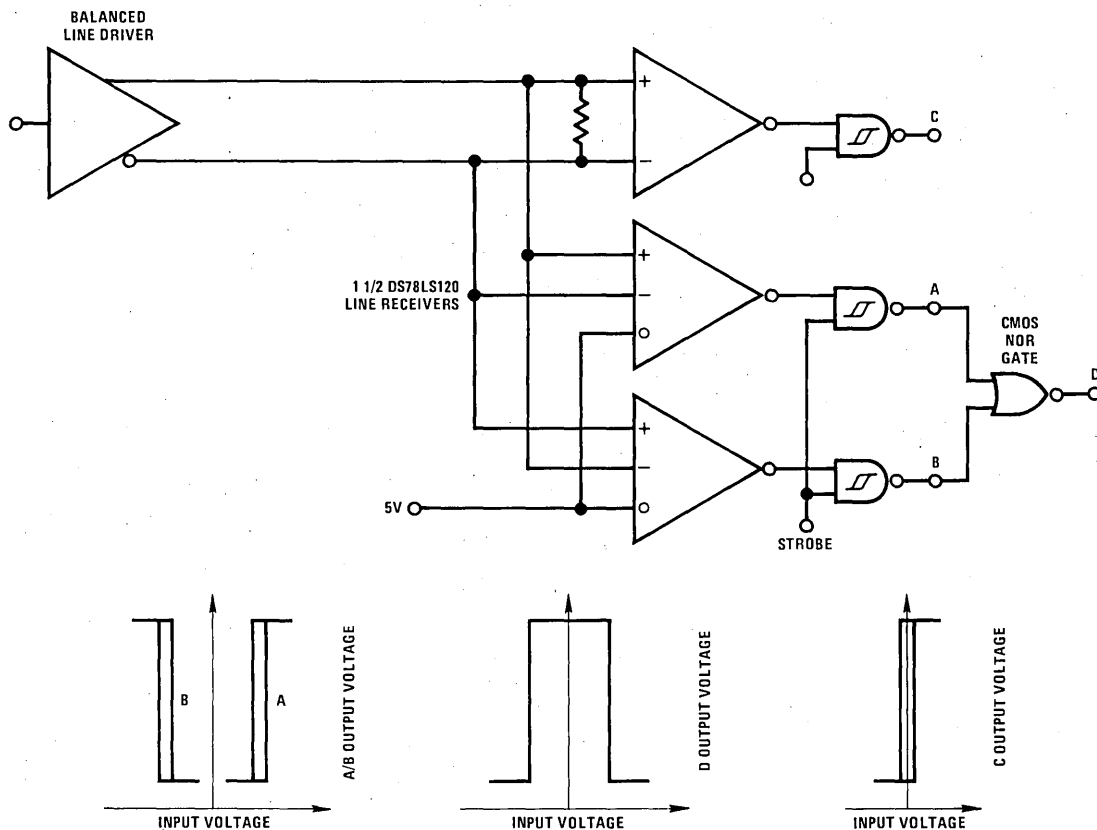 BALANCED
LINE DRIVER
+
−
C
1 1/2 DS78LS120
LINE RECEIVERS
+
−
A
CMOS
NOR
GATE
D
+
−
B
5V
STROBE
B
A
A/B OUTPUT VOLTAGE
INPUT VOLTAGE
D OUTPUT VOLTAGE
INPUT VOLTAGE
C OUTPUT VOLTAGE
INPUT VOLTAGE